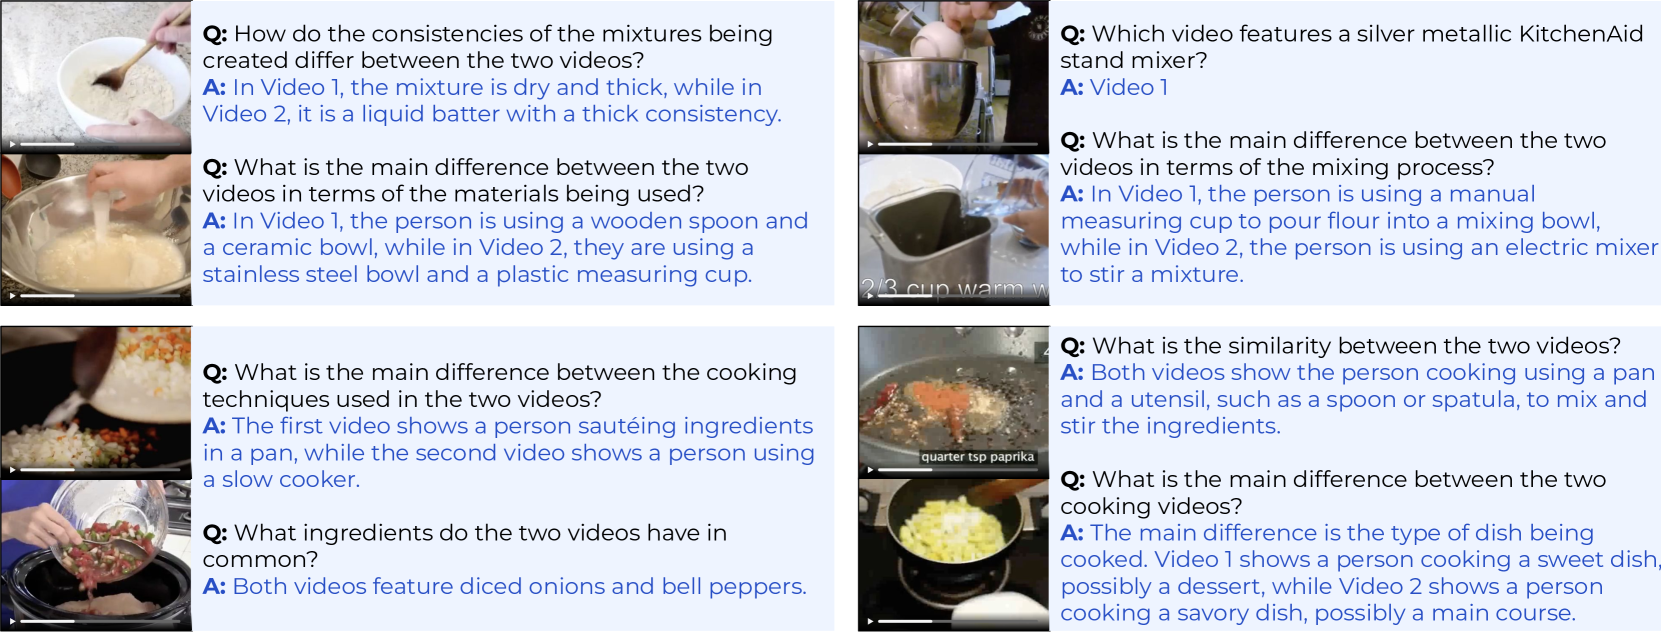 Q: How do the consistencies of the mixtures being
created differ between the two videos?
A: In Video 1, the mixture is dry and thick, while in
Video 2, it is a liquid batter with a thick consistency.
Q: What is the main difference between the two
videos in terms of the materials being used?
A: In Video 1, the person is using a wooden spoon and
a ceramic bowl, while in Video 2, they are using a
stainless steel bowl and a plastic measuring cup.
Q: Which video features a silver metallic KitchenAid
stand mixer?
A: Video 1
Q: What is the main difference between the two
videos in terms of the mixing process?
A: In Video 1, the person is using a manual
measuring cup to pour flour into a mixing bowl,
while in Video 2, the person is using an electric mixer
to stir a mixture.
2/3 cup warm w
Q: What is the main difference between the cooking
techniques used in the two videos?
A: The first video shows a person sautéing ingredients
in a pan, while the second video shows a person using
a slow cooker.
Q: What ingredients do the two videos have in
common?
A: Both videos feature diced onions and bell peppers.
4
quarter tsp paprika
Q: What is the similarity between the two videos?
A: Both videos show the person cooking using a pan
and a utensil, such as a spoon or spatula, to mix and
stir the ingredients.
Q: What is the main difference between the two
cooking videos?
A: The main difference is the type of dish being
cooked. Video 1 shows a person cooking a sweet dish,
possibly a dessert, while Video 2 shows a person
cooking a savory dish, possibly a main course.